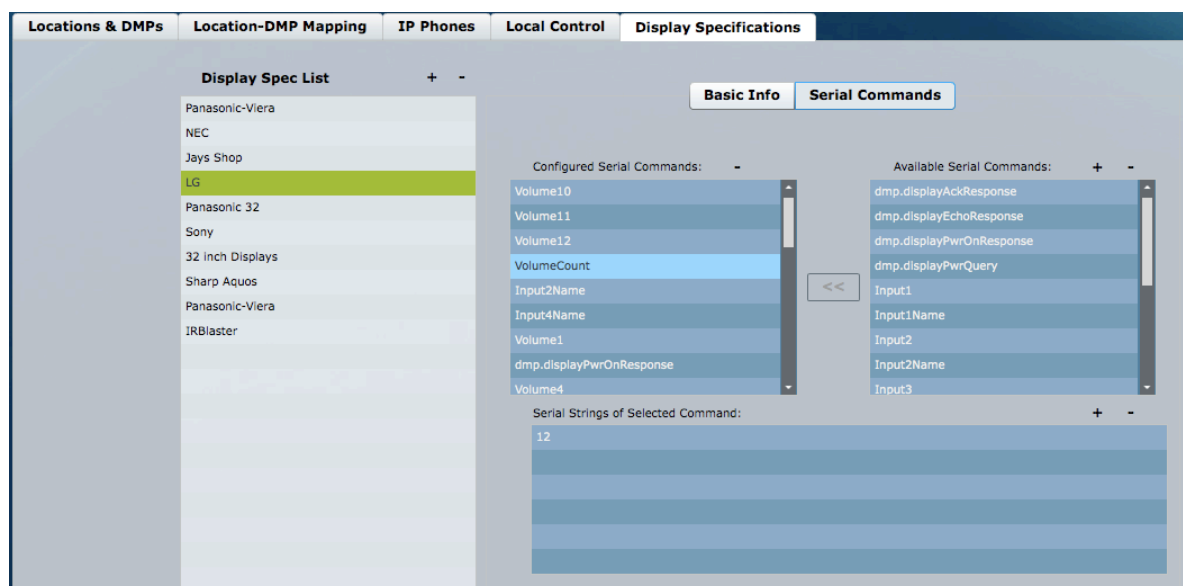 Locations & DMPs Location-DMP Mapping IP Phones Local Control Display Specifications
Display Spec List + -
Basic Info Serial Commands
Panasonic-Viera
NEC
Jays Shop
LG
Panasonic 32
Sony
32 inch Displays
Sharp Aquos
Panasonic-Viera
IRBlaster
Configured Serial Commands: -
Volume10
Volume11
Volume12
VolumeCount
Input2Name
Input4Name
Volume1
dmp.displayPwrOnResponse
Volume4
<<
Available Serial Commands: + -
dmp.displayAckResponse
dmp.displayEchoResponse
dmp.displayPwrOnResponse
dmp.displayPwrQuery
Input1
Input1Name
Input2
Input2Name
Input3
Serial Strings of Selected Command: + -
12